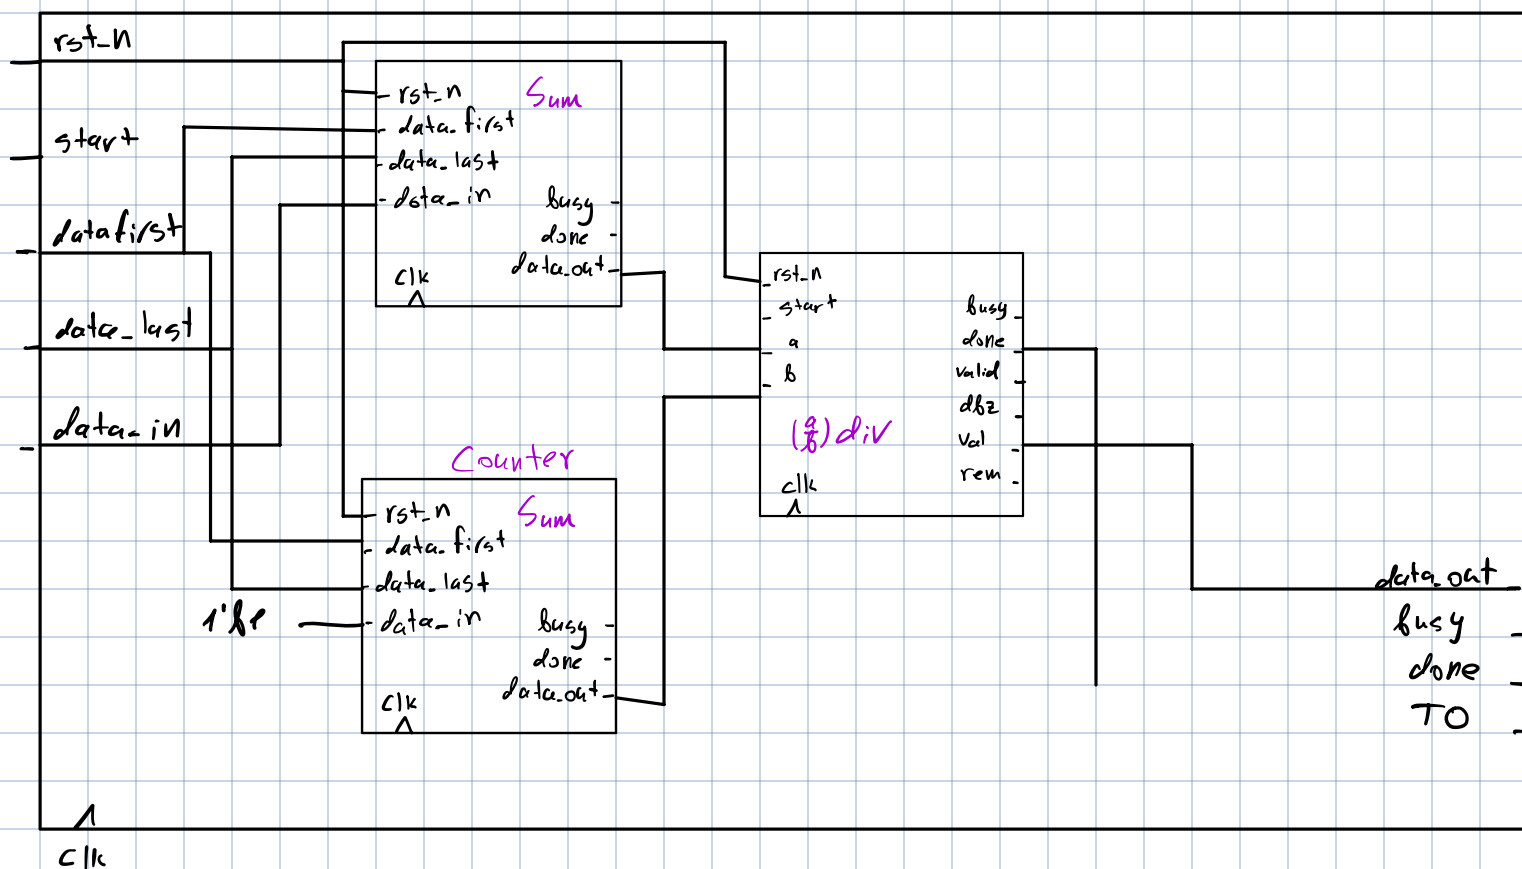 rst_n
start
datafirst
data_last
data_in
clk
Sum
rst_n
data_first
data_last
data_in
busy
done
data_out
clk
Counter
Sum
rst_n
data_first
data_last
data_in
busy
done
data_out
clk
rst_n
start
a
b
busy
done
valid
dbz
val
rem
(a/b) div
clk
data_out
busy
done
TO